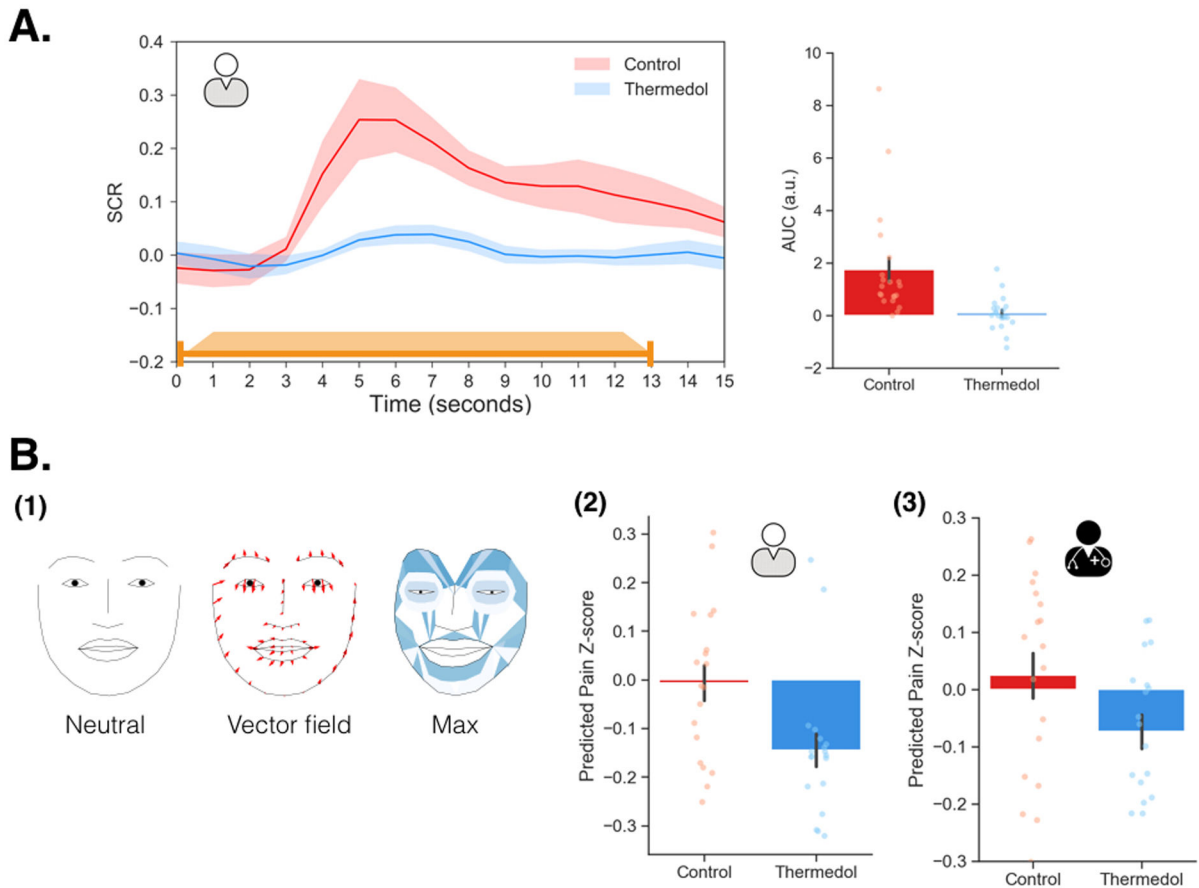 A.
0.4
0.3
0.2
0.1
0.0
−0.1
−0.2
SCR
Control
Thermedol
0 1 2 3 4 5 6 7 8 9 10 11 12 13 14 15
Time (seconds)
10
8
6
4
2
0
−2
AUC (a.u.)
Control Thermedol
B.
(1)
Neutral Vector field Max
(2)
0.3
0.2
0.1
0.0
−0.1
−0.2
−0.3
Predicted Pain Z-score
Control Thermedol
(3)
0.3
0.2
0.1
0.0
−0.1
−0.2
−0.3
Predicted Pain Z-score
Control Thermedol